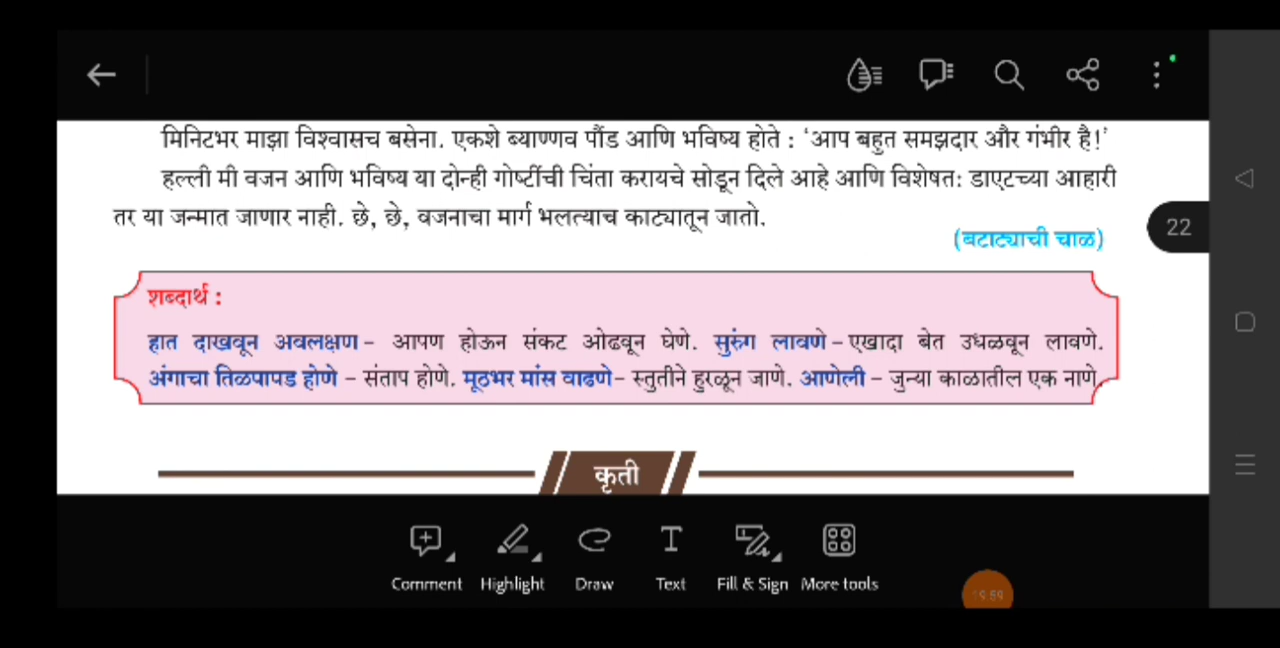 मिनिटभर माझा विश्वासच बसेना. एकशे ब्याण्णव पौंड आणि भविष्य होते : ‘आप बहुत समझदार और गंभीर है!’
हल्ली मी वजन आणि भविष्य या दोन्ही गोष्टींची चिंता करायचे सोडून दिले आहे आणि विशेषत: डाएटच्या आहारी
तर या जन्मात जाणार नाही. छे, छे, वजनाचा मार्ग भलत्याच काट्यातून जातो.
(बटाट्याची चाळ)
22
शब्दार्थ :
हात दाखवून अवलक्षण – आपण होऊन संकट ओढवून घेणे. सुरुंग लावणे – एखादा बेत उधळवून लावणे.
अंगाचा तिळपापड होणे – संताप होणे. मूठभर मांस वाढणे – स्तुतीने हुरळून जाणे. आणेली – जुन्या काळातील एक नाणे.
कृती
Comment Highlight Draw Text Fill & Sign More tools
19:59